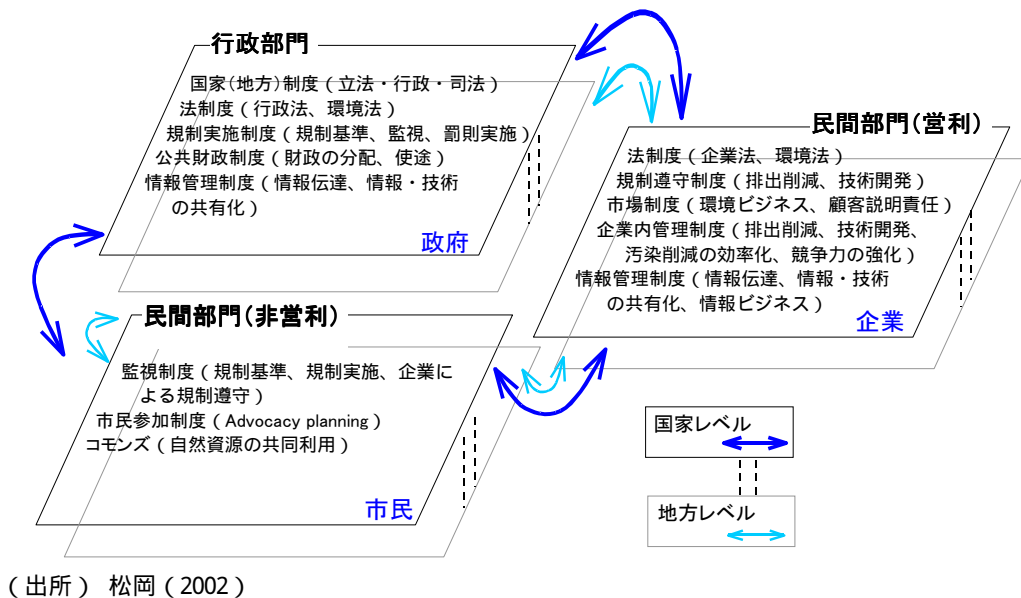 行政部門
国家(地方)制度(立法・行政・司法)
法制度(行政法、環境法)
規制実施制度(規制基準、監視、罰則実施)
公共財政制度(財政の分配、使途)
情報管理制度(情報伝達、情報・技術
の共有化)
政府
民間部門(営利)
法制度(企業法、環境法)
規制遵守制度(排出削減、技術開発)
市場制度(環境ビジネス、顧客説明責任)
企業内管理制度(排出削減、技術開発、
汚染削減の効率化、競争力の強化)
情報管理制度(情報伝達、情報・技術
の共有化、情報ビジネス)
企業
民間部門(非営利)
監視制度(規制基準、規制実施、企業に
よる規制遵守)
市民参加制度(Advocacy planning)
コモンズ(自然資源の共同利用)
市民
国家レベル
地方レベル
(出所) 松岡(2002)